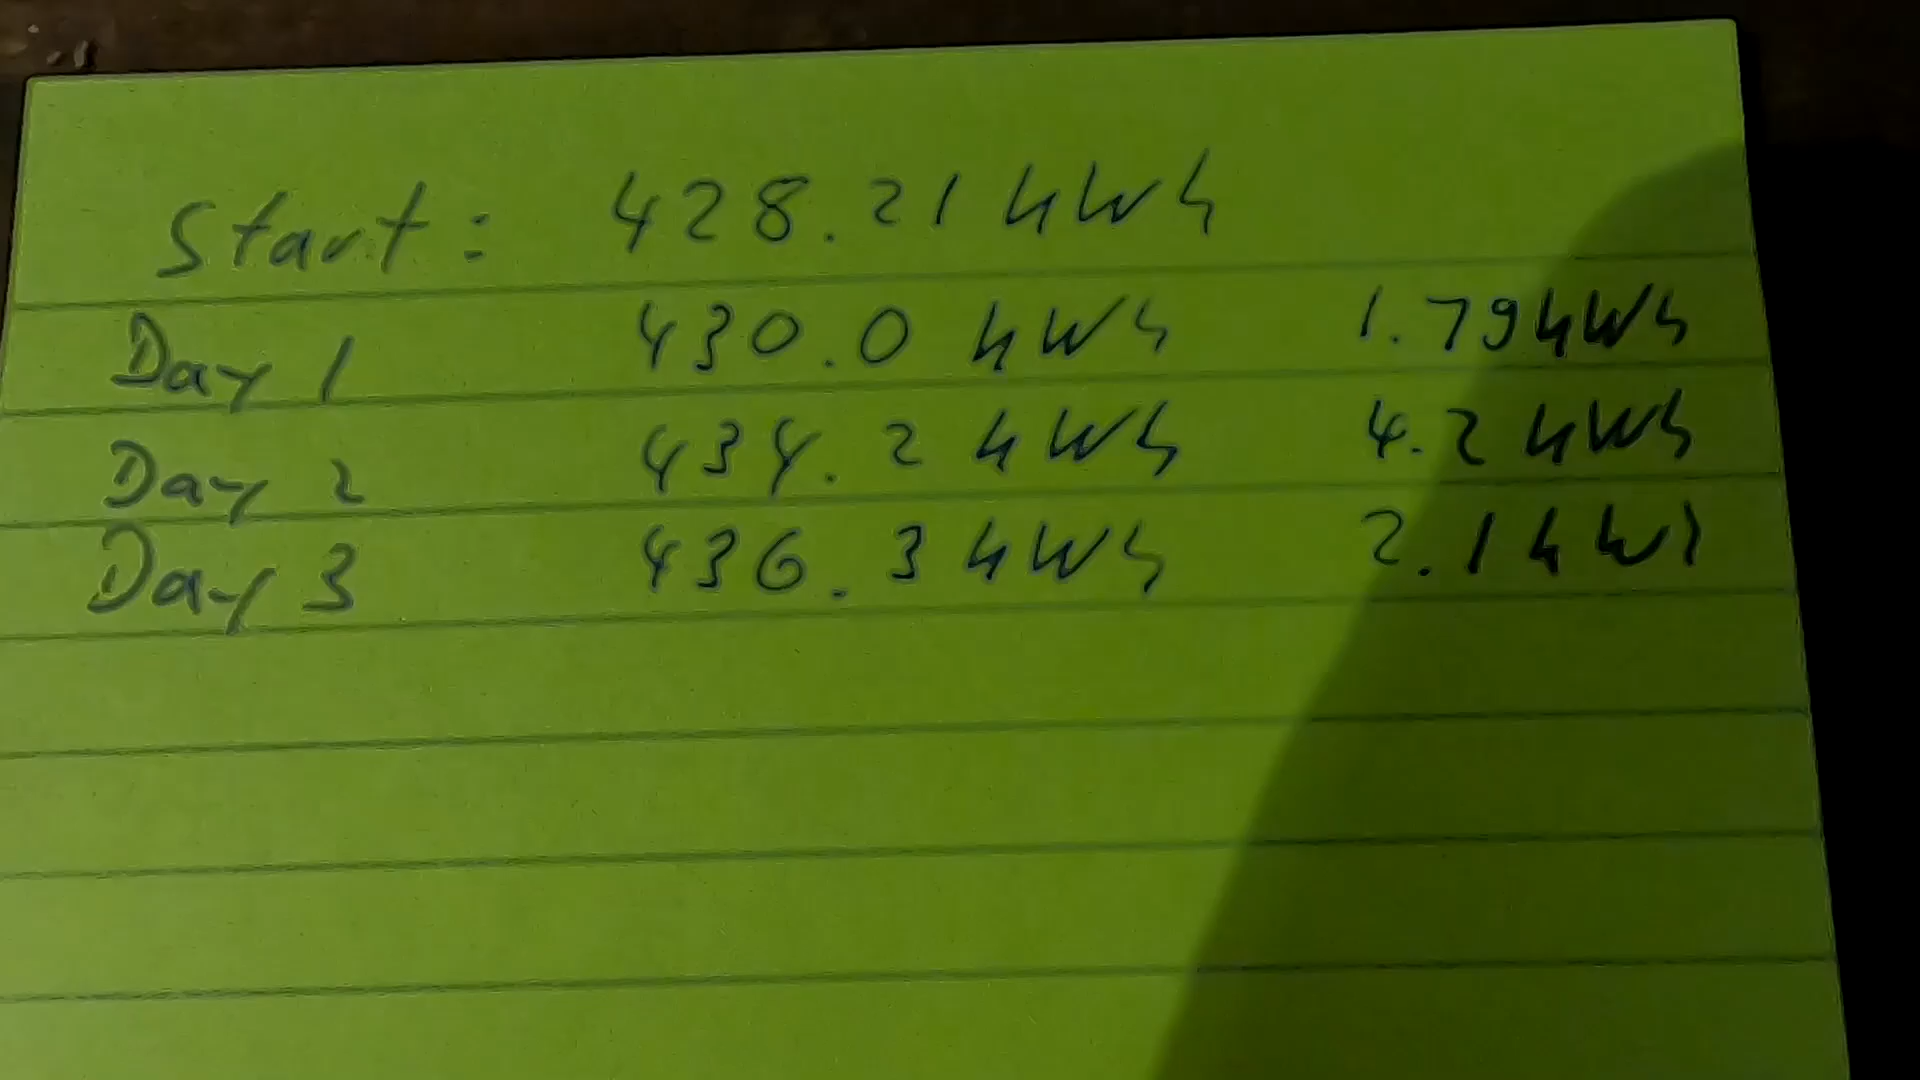 Start: 428.21 kWh
Day 1 430.0 kWh 1.79 kWh
Day 2 434.2 kWh 4.2 kWh
Day 3 436.3 kWh 2.1 kWh